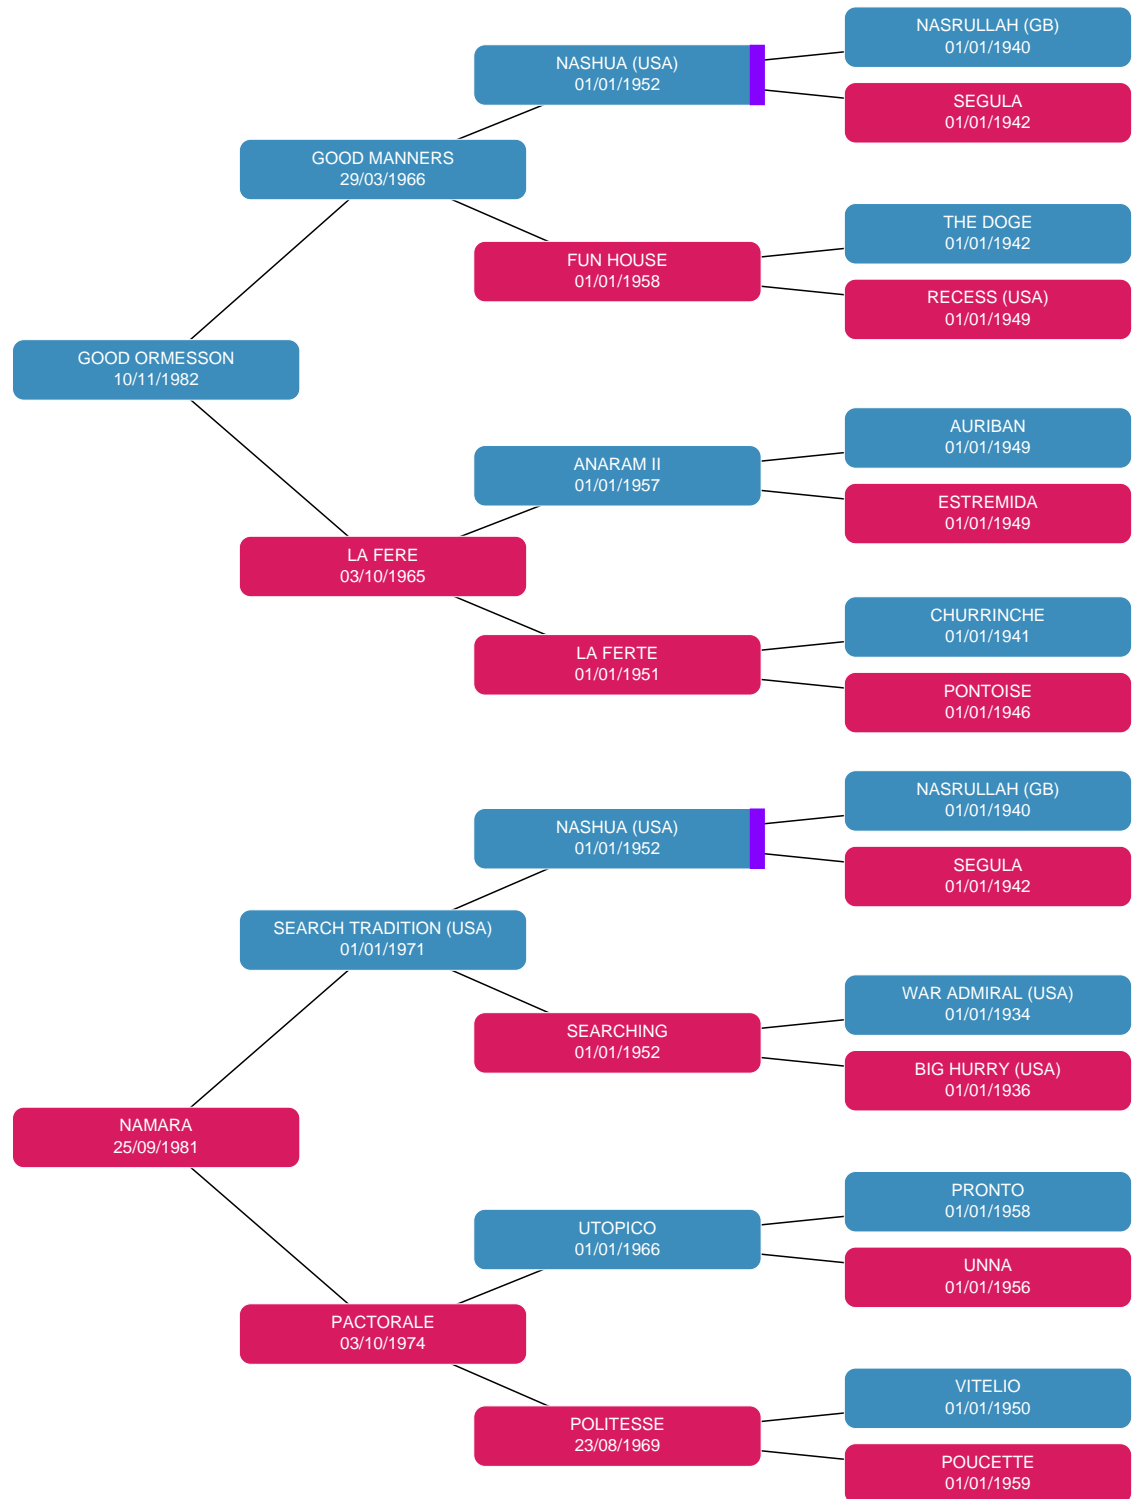 NASRULLAH (GB)
01/01/1940
NASHUA (USA)
01/01/1952
SEGULA
01/01/1942
GOOD MANNERS
29/03/1966
THE DOGE
01/01/1942
FUN HOUSE
01/01/1958
RECESS (USA)
01/01/1949
GOOD ORMESSON
10/11/1982
AURIBAN
01/01/1949
ANARAM II
01/01/1957
ESTREMIDA
01/01/1949
LA FERE
03/10/1965
CHURRINCHE
01/01/1941
LA FERTE
01/01/1951
PONTOISE
01/01/1946
NASRULLAH (GB)
01/01/1940
NASHUA (USA)
01/01/1952
SEGULA
01/01/1942
SEARCH TRADITION (USA)
01/01/1971
WAR ADMIRAL (USA)
01/01/1934
SEARCHING
01/01/1952
BIG HURRY (USA)
01/01/1936
NAMARA
25/09/1981
PRONTO
01/01/1958
UTOPICO
01/01/1966
UNNA
01/01/1956
PACTORALE
03/10/1974
VITELIO
01/01/1950
POLITESSE
23/08/1969
POUCETTE
01/01/1959